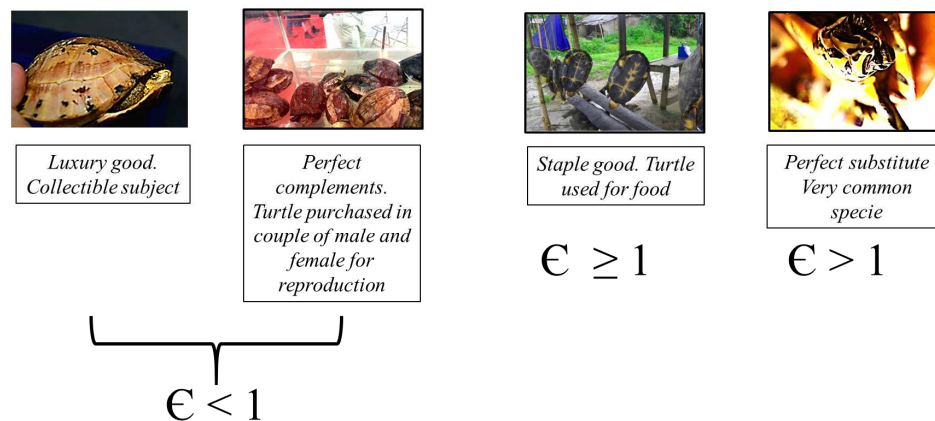 Luxury good.
Collectible subject
Perfect
complements.
Turtle purchased in
couple of male and
female for
reproduction
Staple good. Turtle
used for food
Perfect substitute
Very common
specie
Є ≥ 1
Є > 1
Є < 1